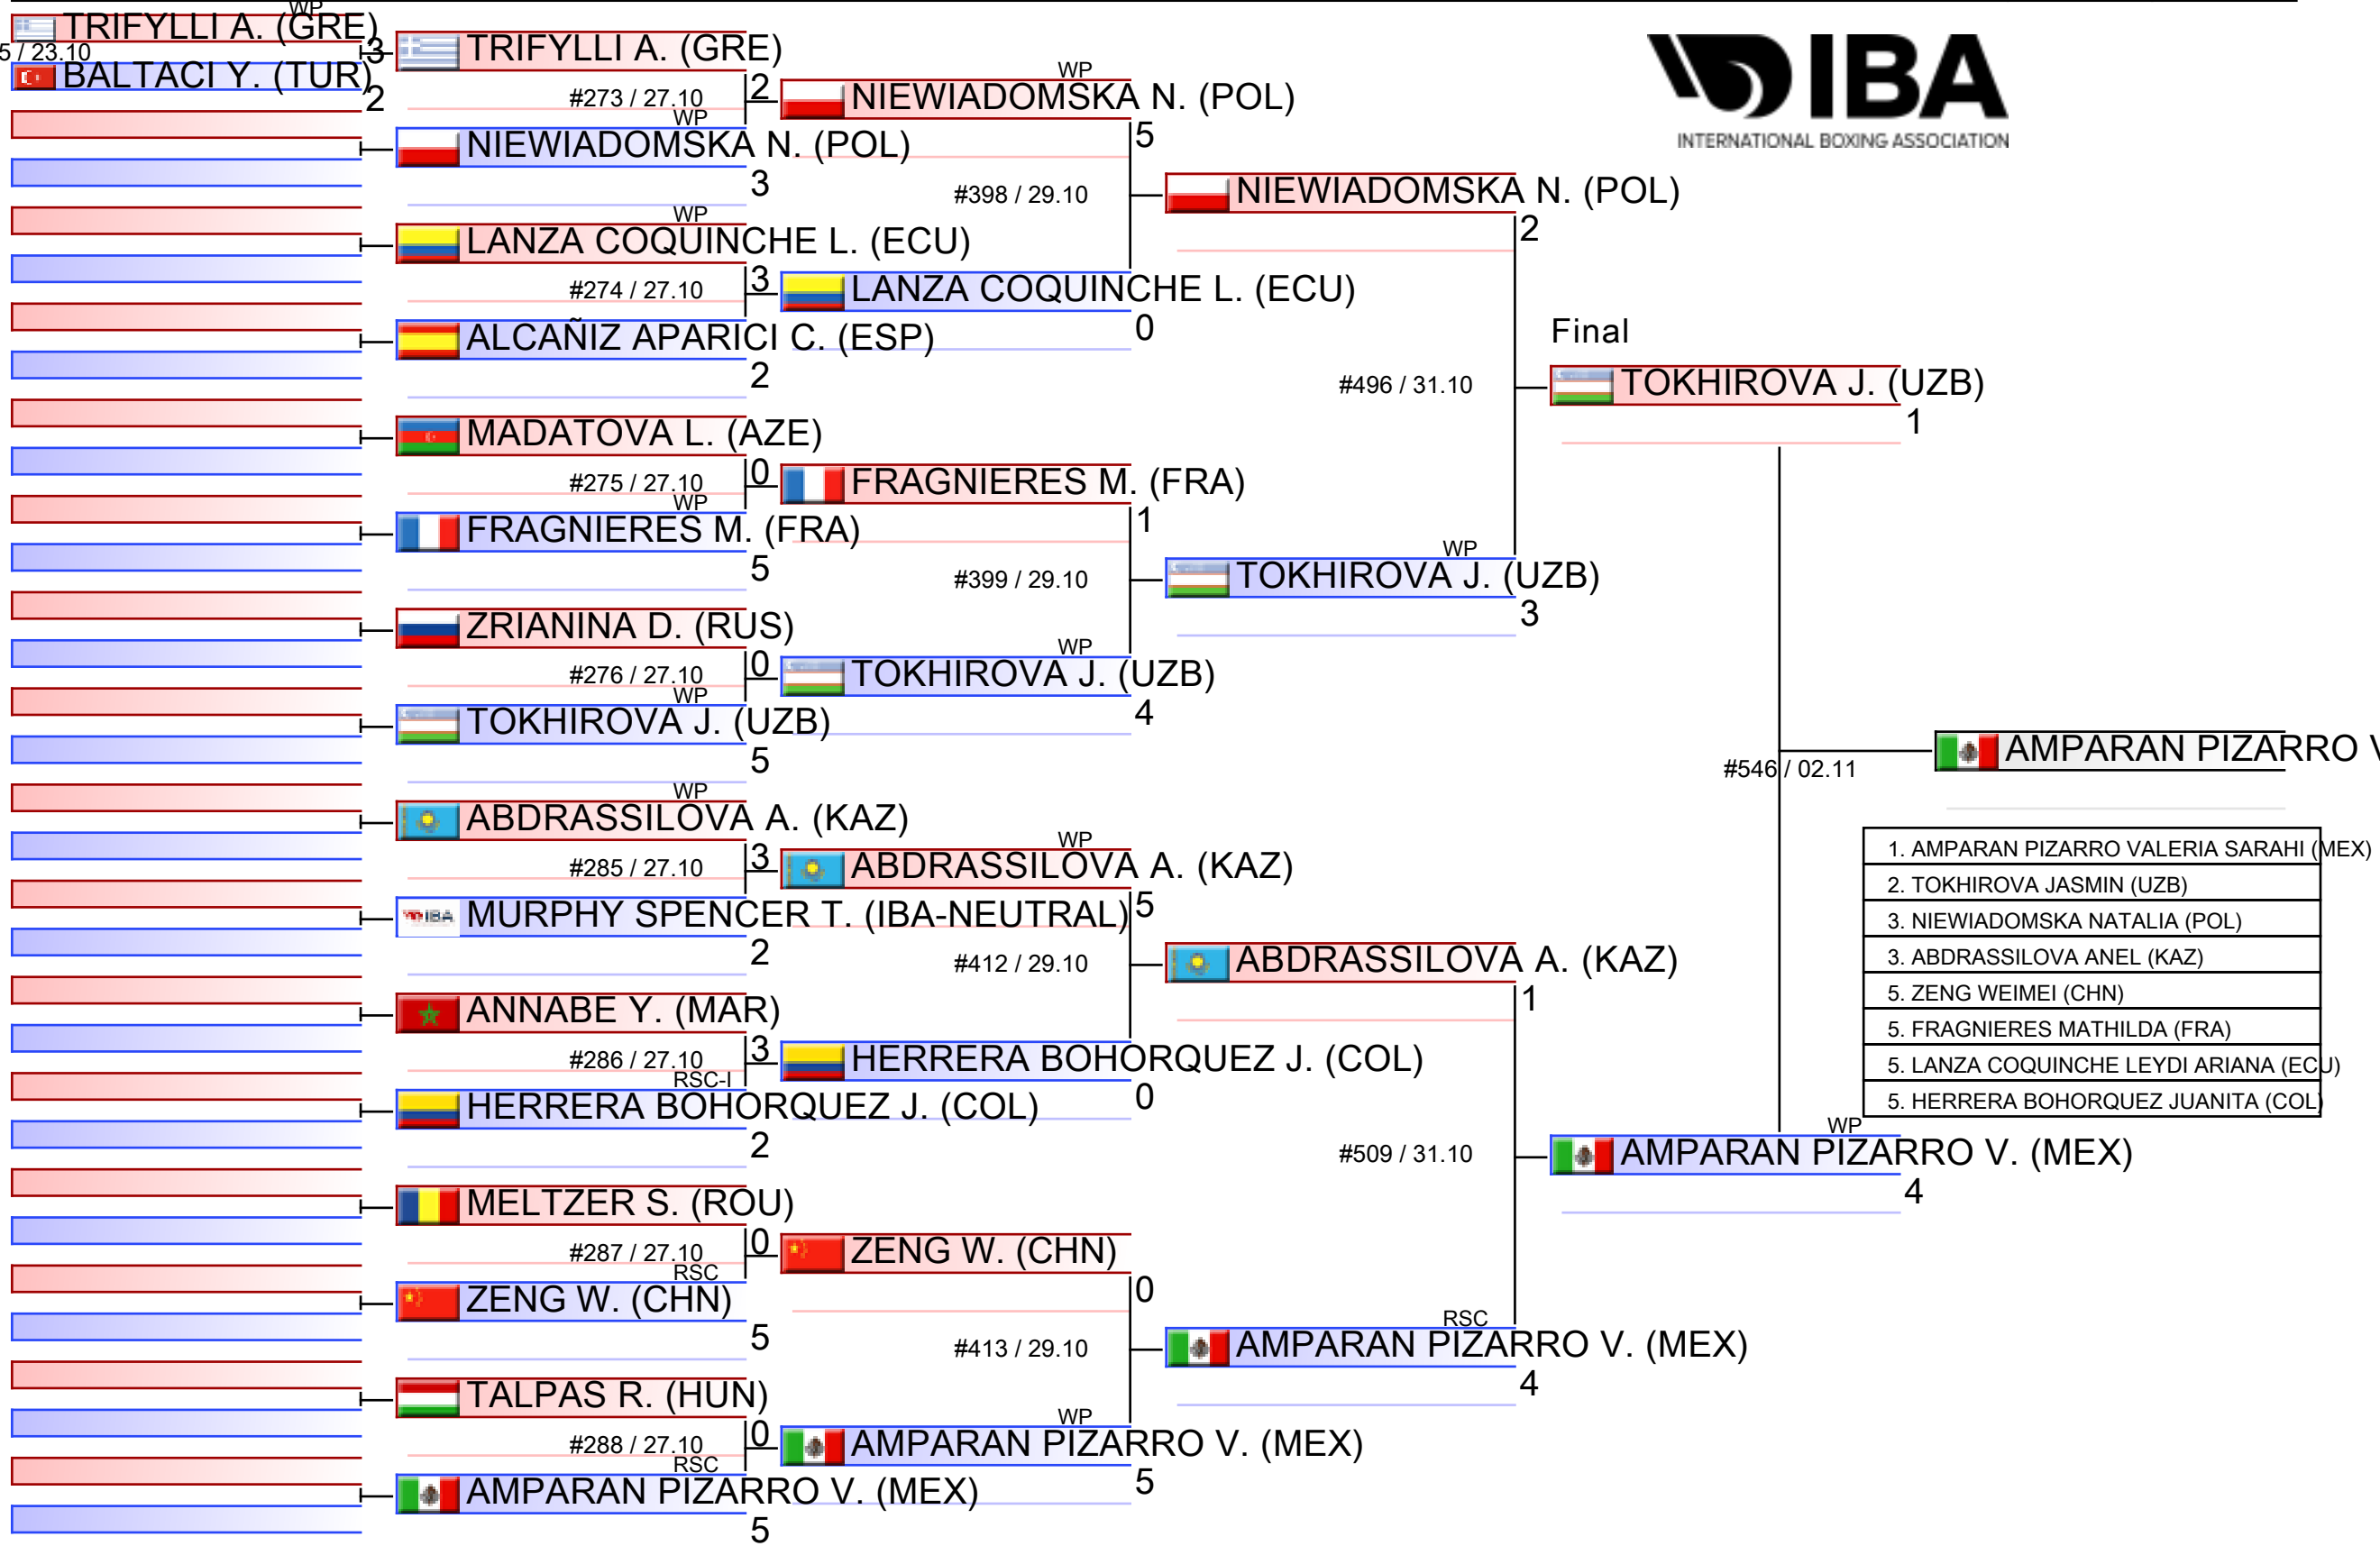 WP
TRIFYLLI A. (GRE)
3
5 / 23.10
BALTACI Y. (TUR)
2
TRIFYLLI A. (GRE)
2
#273 / 27.10
WP
NIEWIADOMSKA N. (POL)
3
WP
LANZA COQUINCHE L. (ECU)
3
#274 / 27.10
ALCAÑIZ APARICI C. (ESP)
2
MADATOVA L. (AZE)
0
#275 / 27.10
WP
FRAGNIERES M. (FRA)
5
ZRIANINA D. (RUS)
0
#276 / 27.10
WP
TOKHIROVA J. (UZB)
5
WP
ABDRASSILOVA A. (KAZ)
3
#285 / 27.10
IBA
MURPHY SPENCER T. (IBA-NEUTRAL)
2
ANNABE Y. (MAR)
3
#286 / 27.10
RSC-I
HERRERA BOHORQUEZ J. (COL)
2
MELTZER S. (ROU)
0
#287 / 27.10
RSC
ZENG W. (CHN)
5
TALPAS R. (HUN)
0
#288 / 27.10
RSC
AMPARAN PIZARRO V. (MEX)
5
WP
NIEWIADOMSKA N. (POL)
5
#398 / 29.10
LANZA COQUINCHE L. (ECU)
0
FRAGNIERES M. (FRA)
1
#399 / 29.10
WP
TOKHIROVA J. (UZB)
4
WP
ABDRASSILOVA A. (KAZ)
5
#412 / 29.10
HERRERA BOHORQUEZ J. (COL)
0
ZENG W. (CHN)
0
#413 / 29.10
WP
AMPARAN PIZARRO V. (MEX)
5
NIEWIADOMSKA N. (POL)
2
#496 / 31.10
WP
TOKHIROVA J. (UZB)
3
ABDRASSILOVA A. (KAZ)
1
#509 / 31.10
RSC
AMPARAN PIZARRO V. (MEX)
4
IBA
INTERNATIONAL BOXING ASSOCIATION
Final
TOKHIROVA J. (UZB)
1
#546 / 02.11
WP
AMPARAN PIZARRO V. (MEX)
4
AMPARAN PIZARRO V
1. AMPARAN PIZARRO VALERIA SARAHI (MEX)
2. TOKHIROVA JASMIN (UZB)
3. NIEWIADOMSKA NATALIA (POL)
3. ABDRASSILOVA ANEL (KAZ)
5. ZENG WEIMEI (CHN)
5. FRAGNIERES MATHILDA (FRA)
5. LANZA COQUINCHE LEYDI ARIANA (ECU)
5. HERRERA BOHORQUEZ JUANITA (COL)